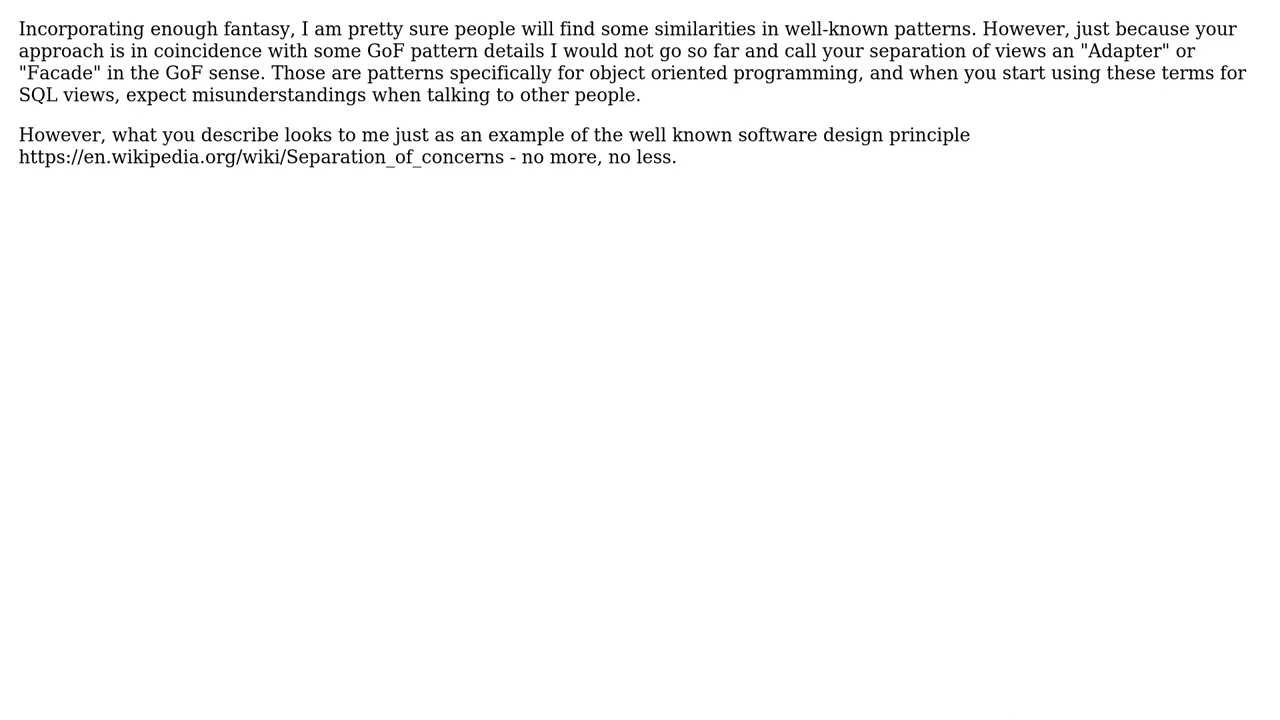 Incorporating enough fantasy, I am pretty sure people will find some similarities in well-known patterns. However, just because your
approach is in coincidence with some GoF pattern details I would not go so far and call your separation of views an "Adapter" or
"Facade" in the GoF sense. Those are patterns specifically for object oriented programming, and when you start using these terms for
SQL views, expect misunderstandings when talking to other people.
However, what you describe looks to me just as an example of the well known software design principle
https://en.wikipedia.org/wiki/Separation_of_concerns - no more, no less.